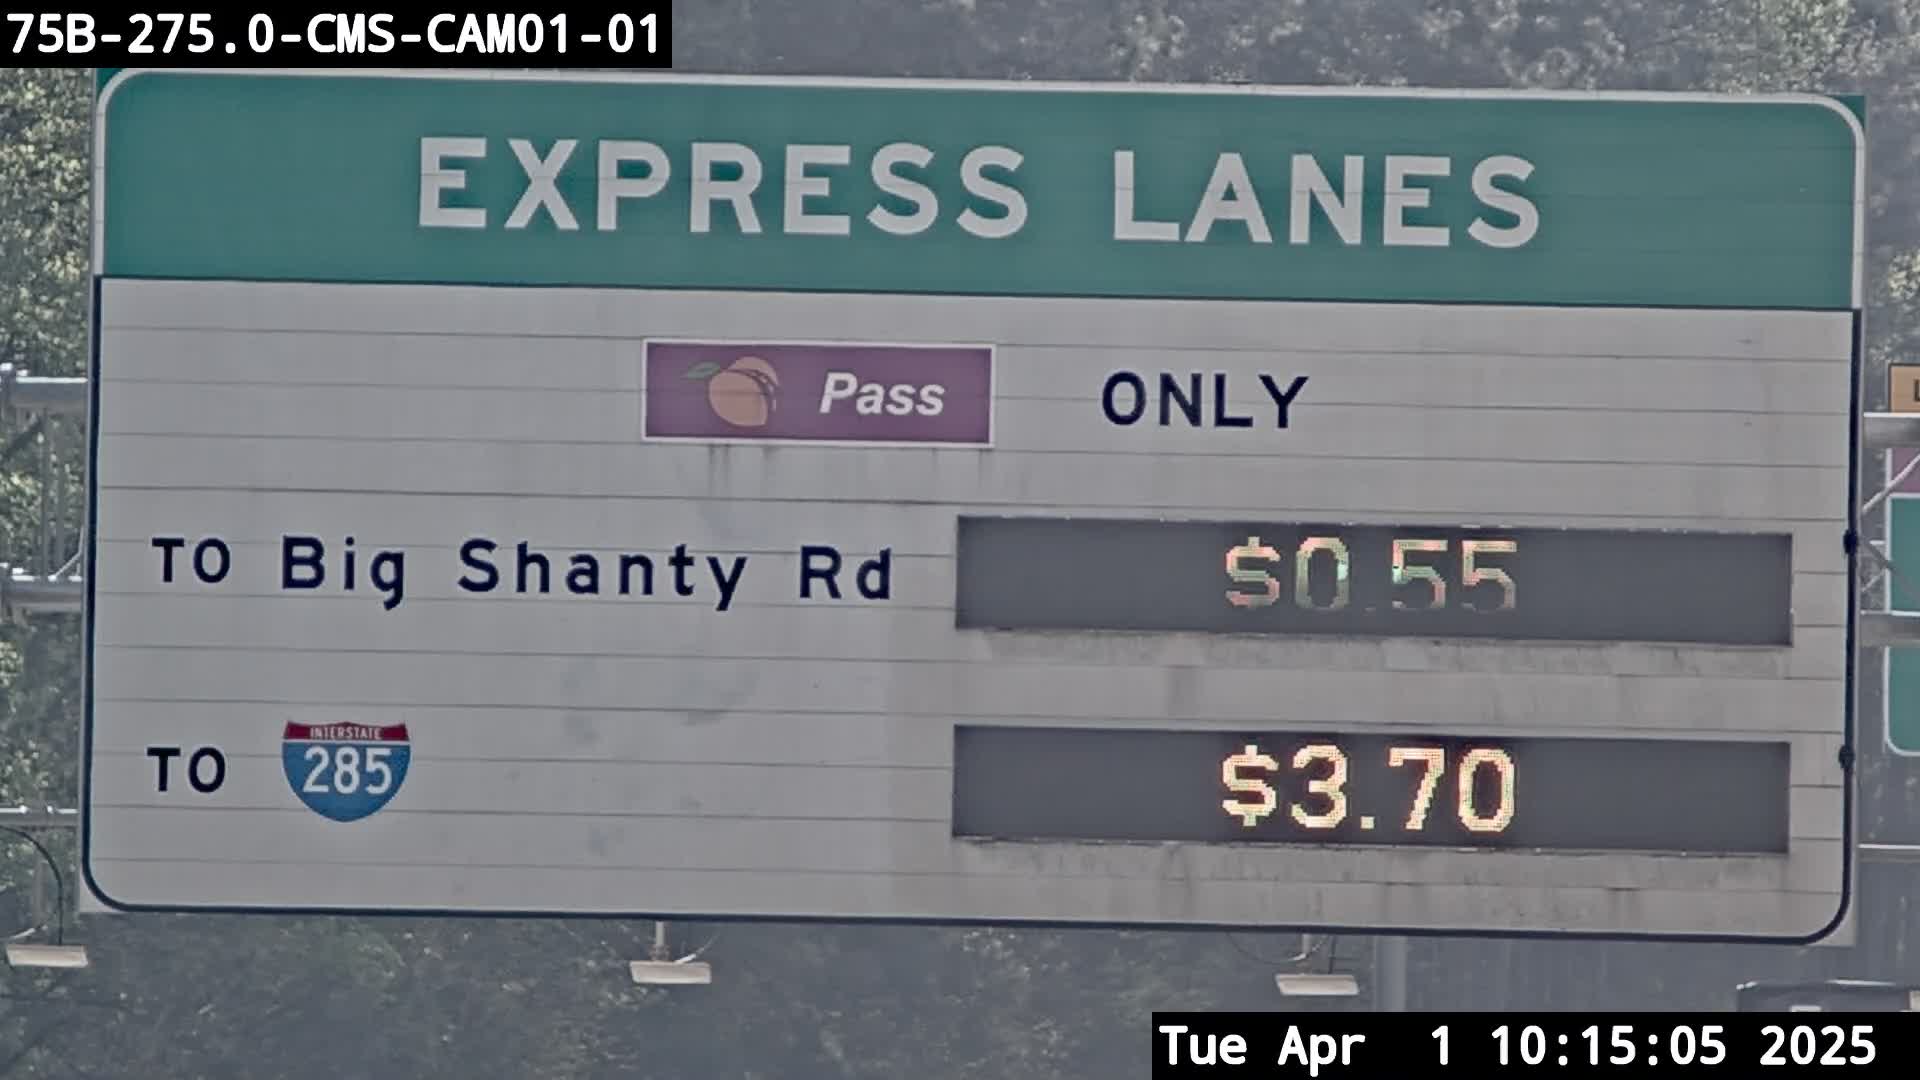 75B-275.0-CMS-CAM01-01
EXPRESS LANES
Pass ONLY
TO Big Shanty Rd $0.55
TO INTERSTATE 285 $3.70
Tue Apr 1 10:15:05 2025